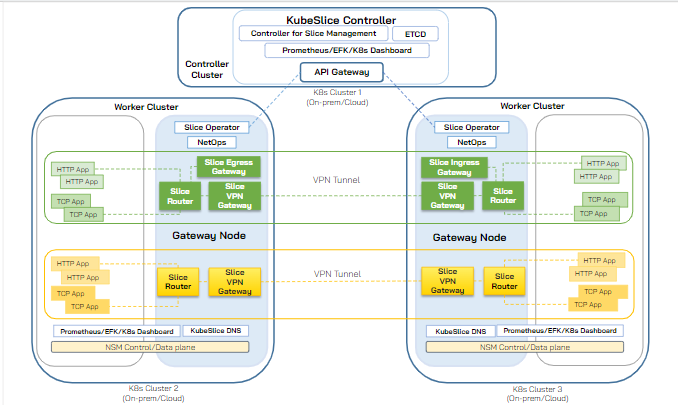 KubeSlice Controller
Controller for Slice Management
ETCD
Prometheus/EFK/K8s Dashboard
Controller
Cluster
API Gateway
K8s Cluster 1
(On-prem/Cloud)
Worker Cluster
Slice Operator
NetOps
HTTP App
HTTP App
TCP App
TCP App
Slice Egress
Gateway
Slice
Router
Slice
VPN
Gateway
VPN Tunnel
Gateway Node
HTTP App
HTTP App
TCP App
TCP App
Slice
Router
Slice
VPN
Gateway
VPN Tunnel
Prometheus/EFK/K8s Dashboard
KubeSlice DNS
NSM Control/Data plane
K8s Cluster 2
(On-prem/Cloud)
Worker Cluster
Slice Operator
NetOps
Slice Ingress
Gateway
Slice
VPN
Gateway
Slice
Router
HTTP App
HTTP App
TCP App
TCP App
Gateway Node
Slice
VPN
Gateway
Slice
Router
HTTP App
HTTP App
TCP App
TCP App
KubeSlice DNS
Prometheus/EFK/K8s Dashboard
NSM Control/Data plane
K8s Cluster 3
(On-prem/Cloud)